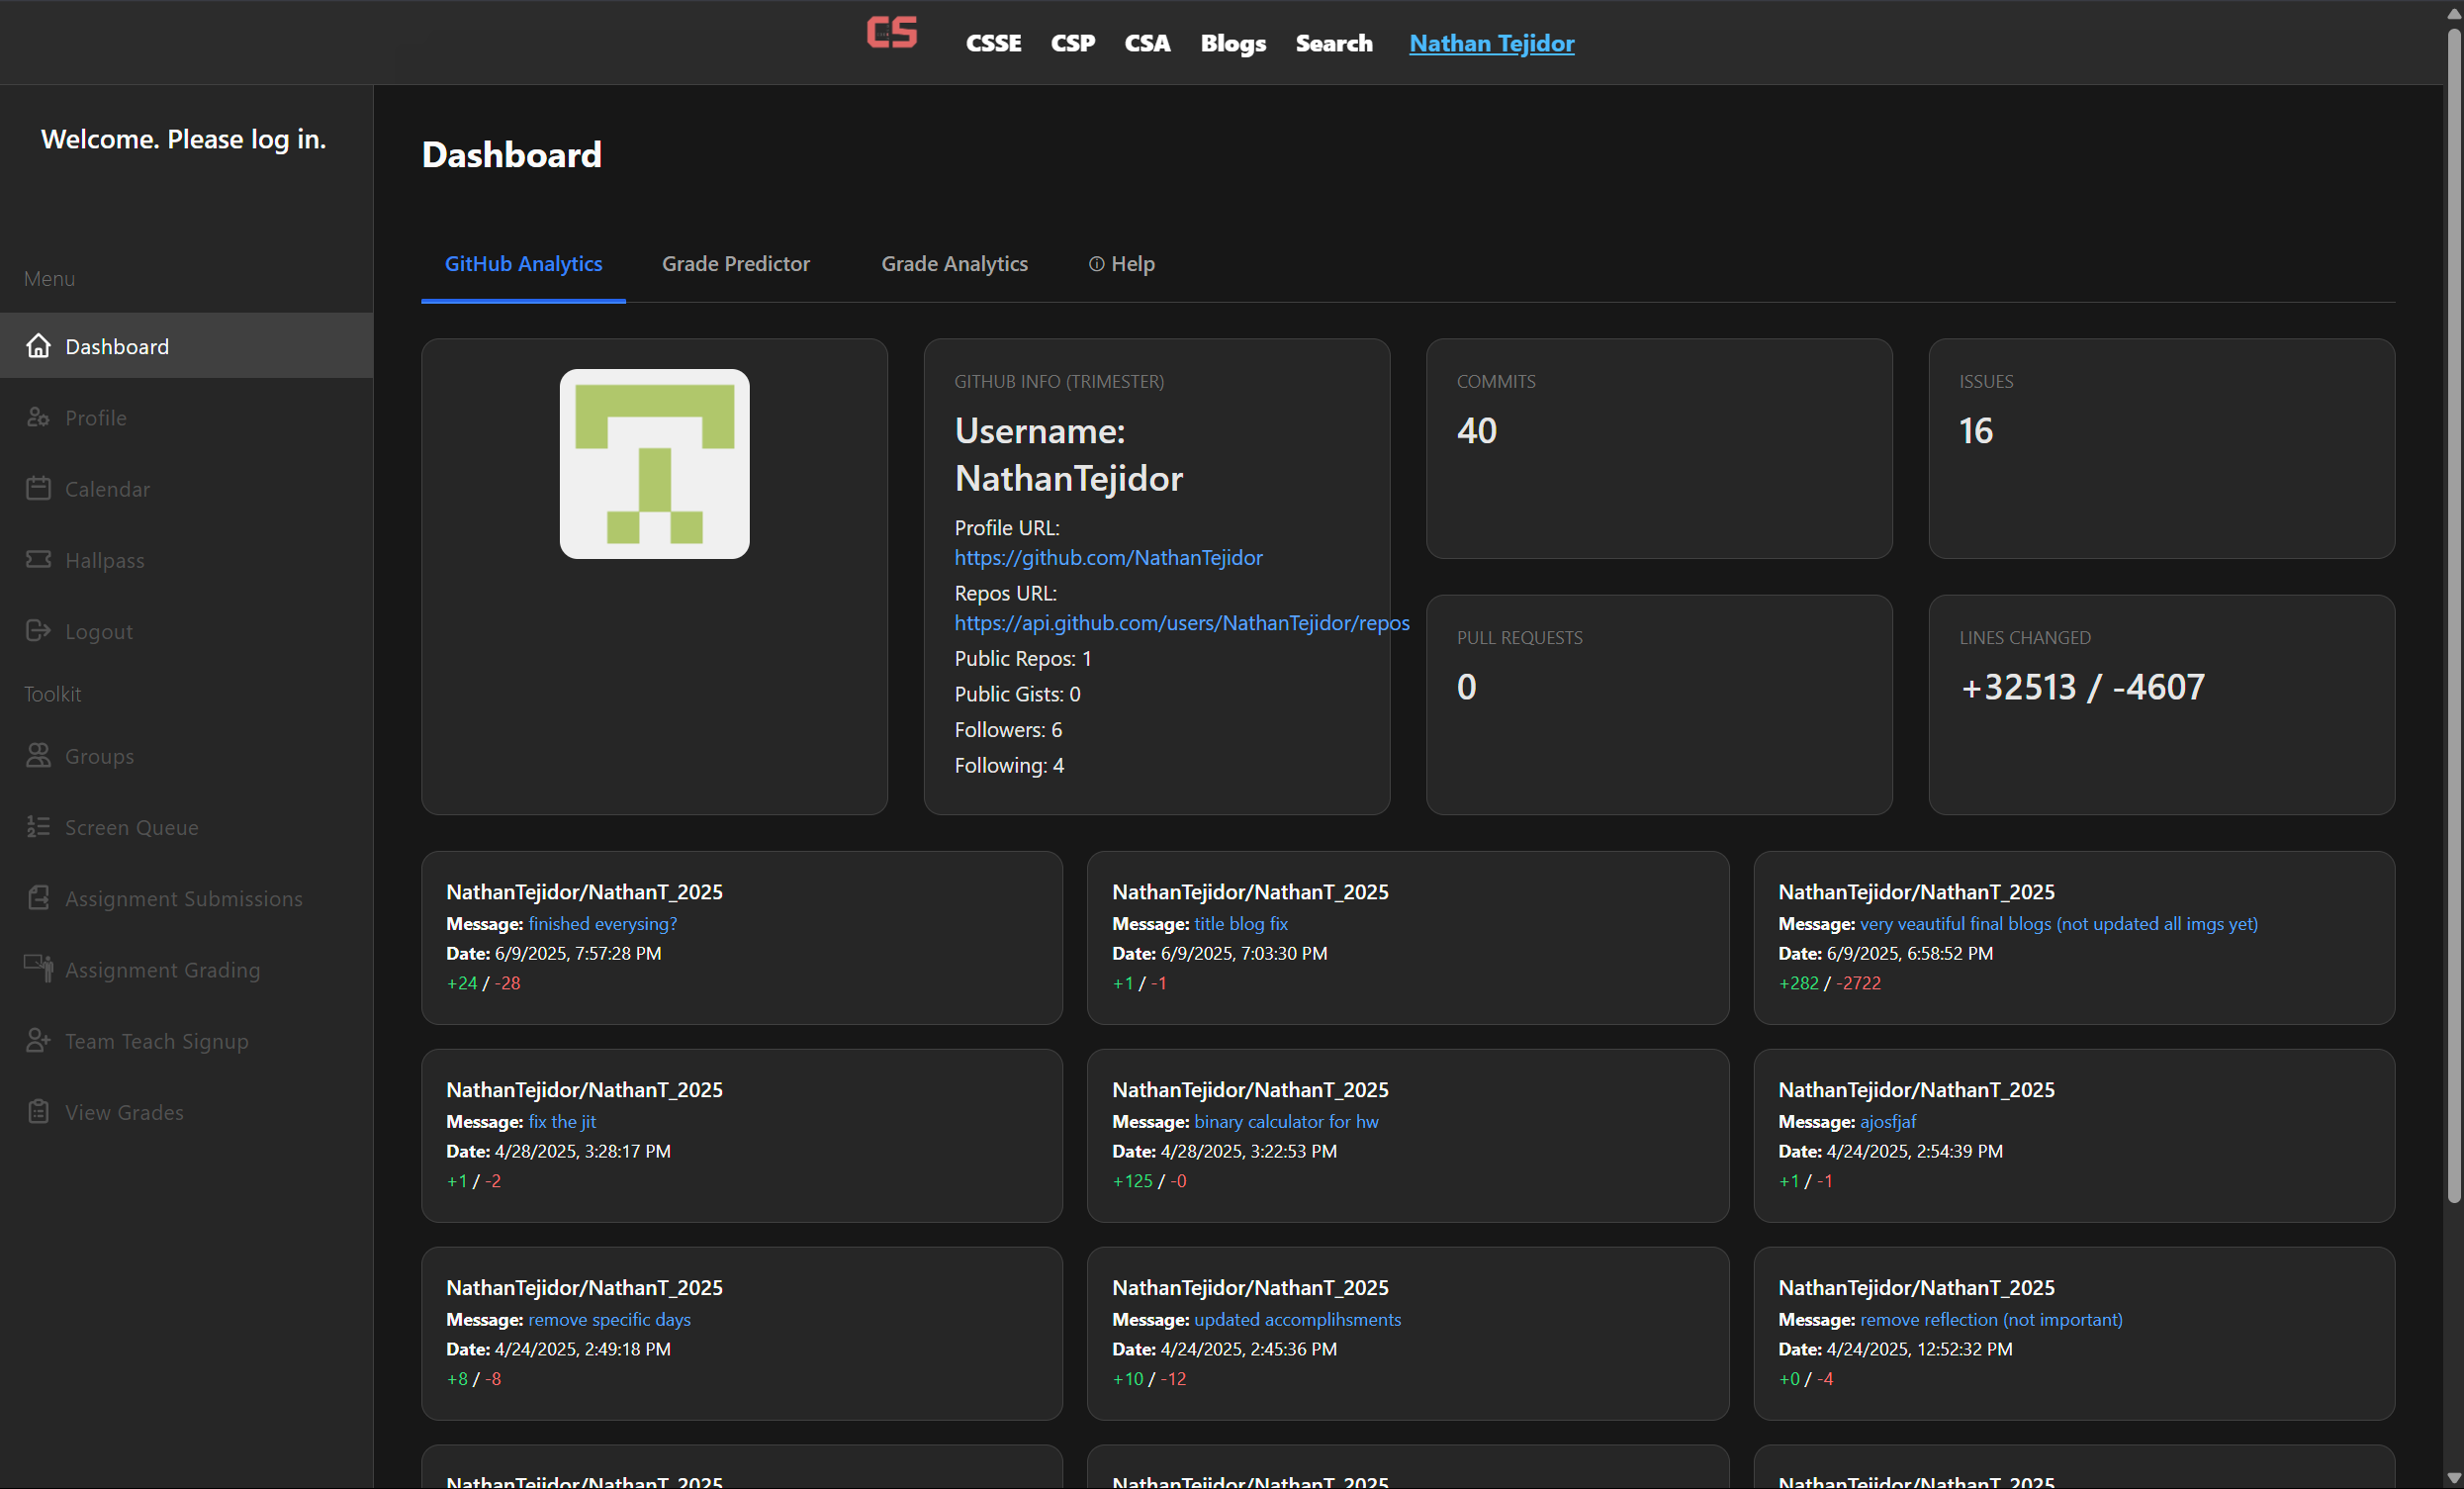 CS
CSSE CSP CSA Blogs Search Nathan Tejidor
Welcome. Please log in.
Menu
Dashboard
Profile
Calendar
Hallpass
Logout
Toolkit
Groups
Screen Queue
Assignment Submissions
Assignment Grading
Team Teach Signup
View Grades
Dashboard
GitHub Analytics Grade Predictor Grade Analytics Help
GITHUB INFO (TRIMESTER)
Username:
NathanTejidor
Profile URL:
https://github.com/NathanTejidor
Repos URL:
https://api.github.com/users/NathanTejidor/repos
Public Repos: 1
Public Gists: 0
Followers: 6
Following: 4
COMMITS
40
ISSUES
16
PULL REQUESTS
0
LINES CHANGED
+32513 / -4607
NathanTejidor/NathanT_2025
Message: finished everysing?
Date: 6/9/2025, 7:57:28 PM
+24 / -28
NathanTejidor/NathanT_2025
Message: title blog fix
Date: 6/9/2025, 7:03:30 PM
+1 / -1
NathanTejidor/NathanT_2025
Message: very veautiful final blogs (not updated all imgs yet)
Date: 6/9/2025, 6:58:52 PM
+282 / -2722
NathanTejidor/NathanT_2025
Message: fix the jit
Date: 4/28/2025, 3:28:17 PM
+1 / -2
NathanTejidor/NathanT_2025
Message: binary calculator for hw
Date: 4/28/2025, 3:22:53 PM
+125 / -0
NathanTejidor/NathanT_2025
Message: ajosfjaf
Date: 4/24/2025, 2:54:39 PM
+1 / -1
NathanTejidor/NathanT_2025
Message: remove specific days
Date: 4/24/2025, 2:49:18 PM
+8 / -8
NathanTejidor/NathanT_2025
Message: updated accomplihsments
Date: 4/24/2025, 2:45:36 PM
+10 / -12
NathanTejidor/NathanT_2025
Message: remove reflection (not important)
Date: 4/24/2025, 12:52:32 PM
+0 / -4
NathanTejidor/NathanT_2025
NathanTejidor/NathanT_2025
NathanTejidor/NathanT_2025